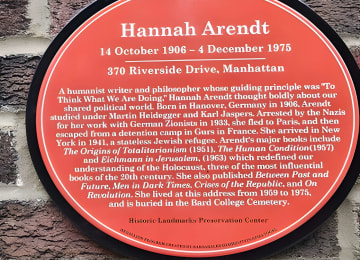 Hannah Arendt
14 October 1906 – 4 December 1975
370 Riverside Drive, Manhattan
A humanist writer and philosopher whose guiding principle was "To
Think What We Are Doing," Hannah Arendt thought boldly about our
shared political world. Born in Hanover, Germany in 1906, Arendt
studied under Martin Heidegger and Karl Jaspers. Arrested by the Nazis
for her work with German Zionists in 1933, she fled to Paris, and then
escaped from a detention camp in Gurs in France. She arrived in New
York in 1941, a stateless Jewish refugee. Arendt's major books include
The Origins of Totalitarianism (1951), The Human Condition(1957)
and Eichmann in Jerusalem, (1963) which redefined our
understanding of the Holocaust, three of the most influential
books of the 20th century. She also published Between Past and
Future, Men in Dark Times, Crises of the Republic, and On
Revolution. She lived at this address from 1959 to 1975,
and is buried in the Bard College Cemetery.
Historic Landmarks Preservation Center